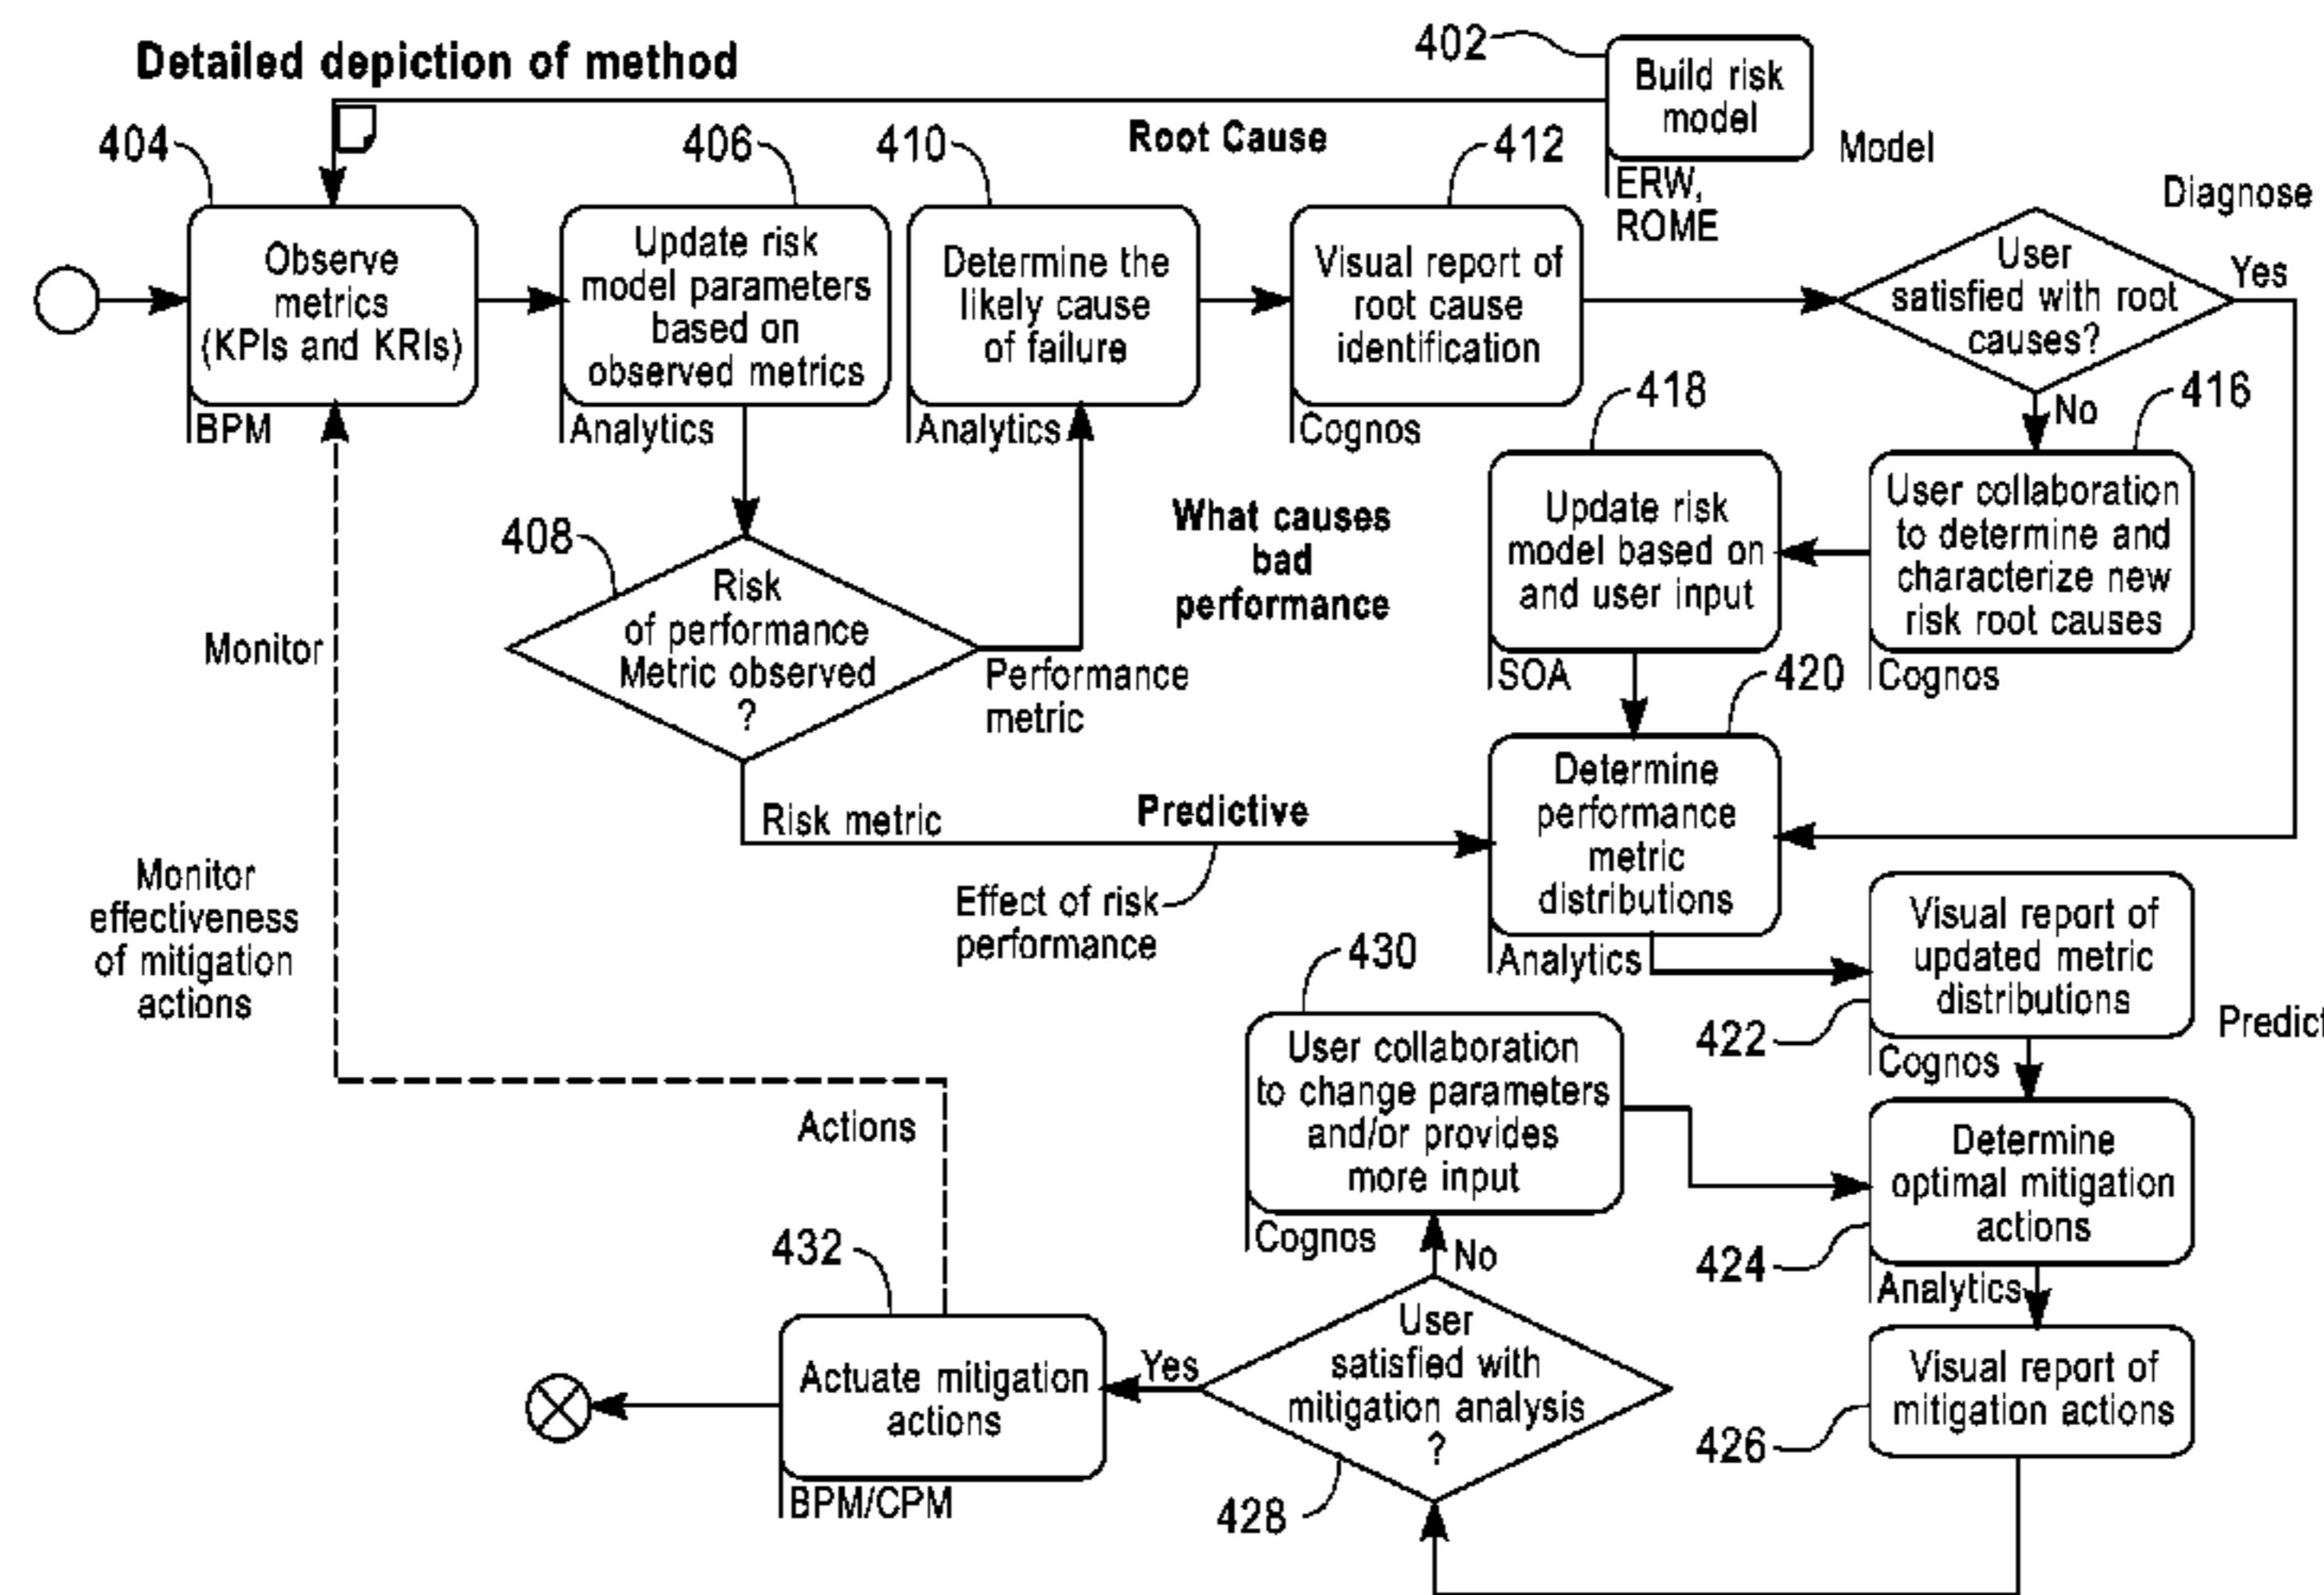 Detailed depiction of method
402
Build risk
model
Model
ERW,
ROME
Root Cause
404
406
410
412
Diagnose
Observe
metrics
(KPIs and KRIs)
BPM
Update risk
model parameters
based on
observed metrics
Analytics
Determine the
likely cause
of failure
Analytics
Visual report of
root cause
identification
Cognos
User
satisfied with root
causes?
Yes
No
416
418
User collaboration
to determine and
characterize new
risk root causes
Cognos
Update risk
model based on
and user input
SOA
What causes
bad
performance
408
Risk
of performance
Metric observed
?
Performance
metric
Monitor
420
Determine
performance
metric
distributions
Analytics
Risk metric
Predictive
Effect of risk
performance
Monitor
effectiveness
of mitigation
actions
Visual report of
updated metric
distributions
422
Cognos
Predict
430
User collaboration
to change parameters
and/or provides
more input
Cognos
Actions
Determine
optimal mitigation
actions
424
Analytics
432
No
User
satisfied with
mitigation analysis
?
Yes
428
Actuate mitigation
actions
BPM/CPM
Visual report of
mitigation actions
426